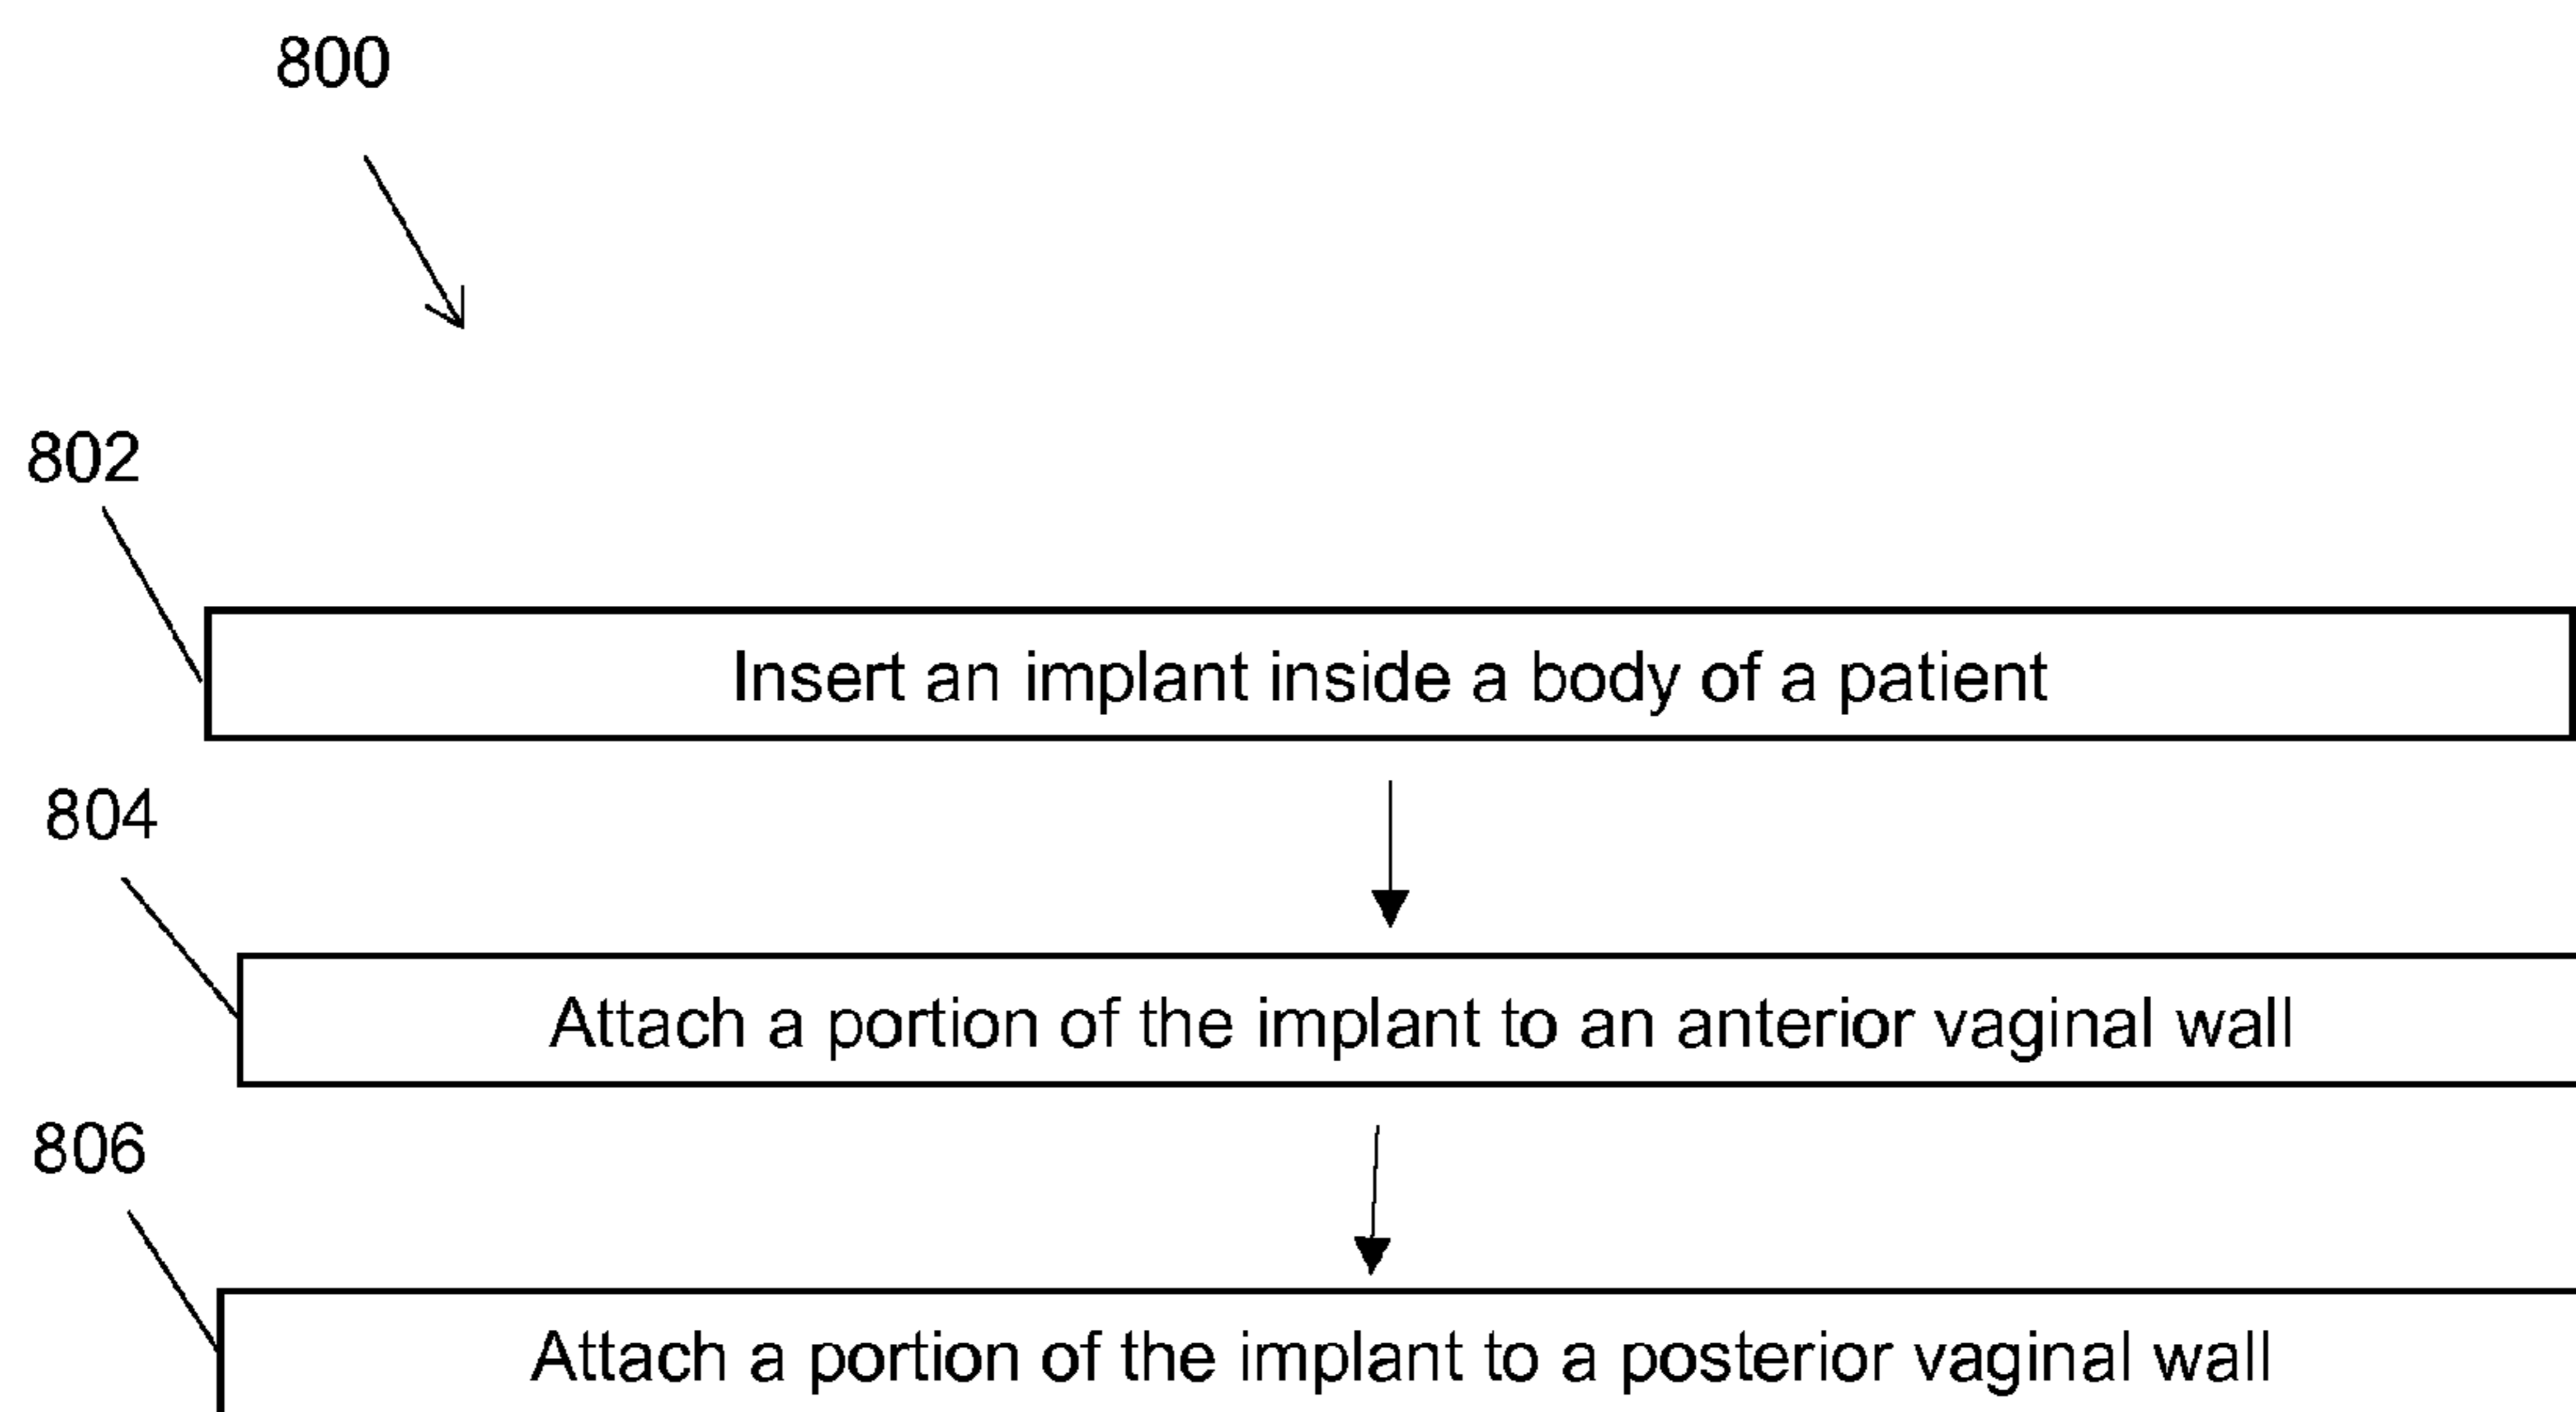 800
802
Insert an implant inside a body of a patient
804
Attach a portion of the implant to an anterior vaginal wall
806
Attach a portion of the implant to a posterior vaginal wall